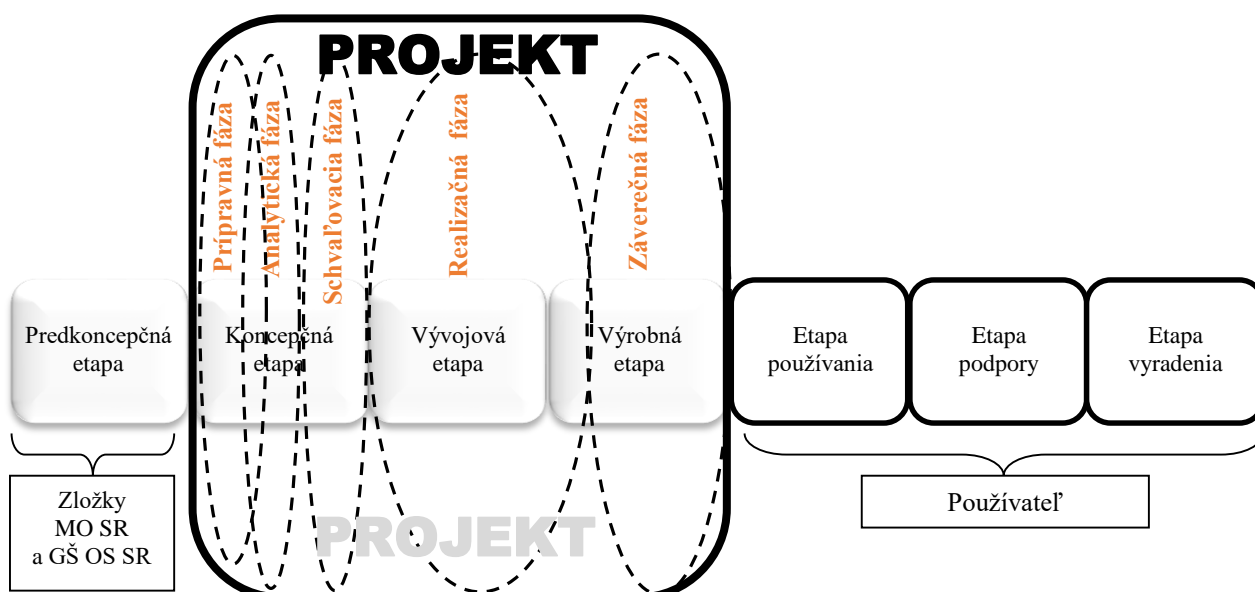 PROJEKT
Prípravná fáza
Analytická fáza
Schvaľovacia fáza
Realizačná fáza
Záverečná fáza
Predkoncepčná
etapa
Koncepčná
etapa
Vývojová
etapa
Výrobná
etapa
Etapa
používania
Etapa
podpory
Etapa
vyradenia
Zložky
MO SR
a GŠ OS SR
Používateľ
PROJEKT